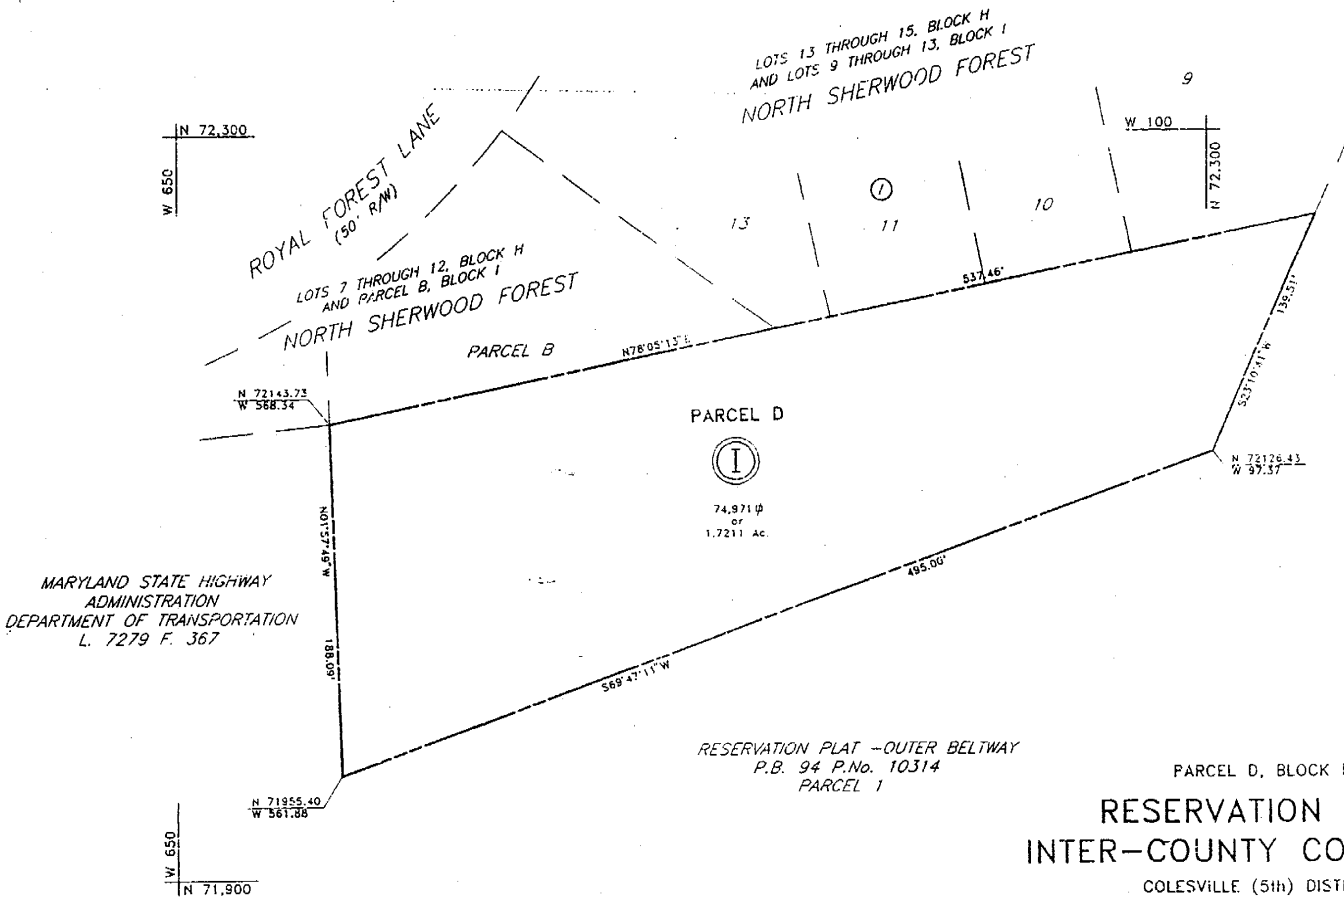 LOTS 13 THROUGH 15, BLOCK H
AND LOTS 9 THROUGH 13, BLOCK I
NORTH SHERWOOD FOREST
9
N 72,300
W 650
W 100
N 72,300
ROYAL FOREST LANE
(50' R/W)
13
I
11
10
LOTS 7 THROUGH 12, BLOCK H
AND PARCEL B, BLOCK I
NORTH SHERWOOD FOREST
537.46'
139.51'
PARCEL B
N78°05'13"E
S23°10'41"W
N 72143.73
W 568.34
PARCEL D
I
N 72126.43
W 97.37
74,971
or
1.7211 Ac.
N01°57'49"W
188.09'
495.00'
S69°47'11"W
MARYLAND STATE HIGHWAY
ADMINISTRATION
DEPARTMENT OF TRANSPORTATION
L. 7279 F. 367
RESERVATION PLAT -OUTER BELTWAY
P.B. 94 P.No. 10314
PARCEL 1
N 71955.40
W 561.88
W 650
N 71,900
PARCEL D, BLOCK
RESERVATION
INTER-COUNTY CO
COLESVILLE (5th) DIST